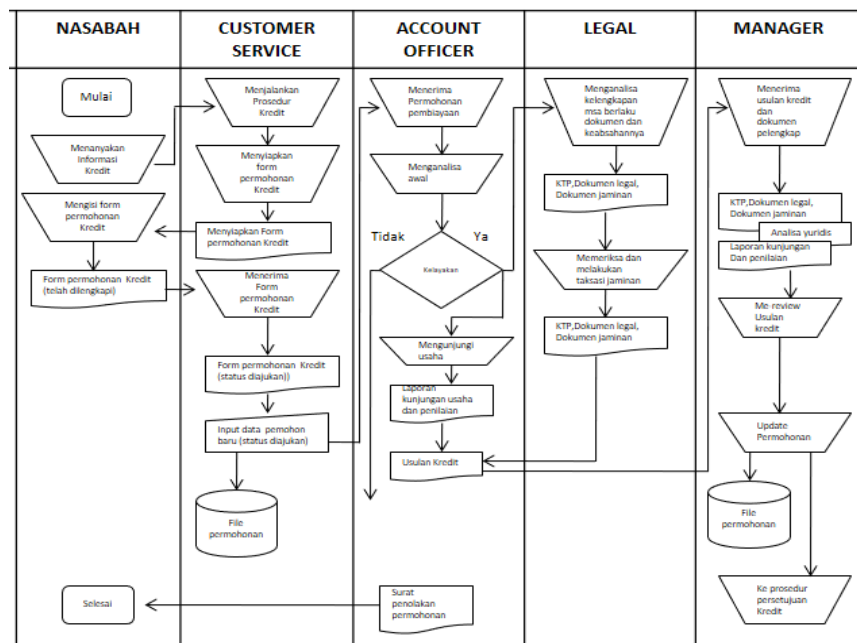 NASABAH
CUSTOMER
SERVICE
ACCOUNT
OFFICER
LEGAL
MANAGER
Mulai
Menanyakan
Informasi
Kredit
Mengisi form
permohonan
Kredit
Form permohonan Kredit
(telah dilengkapi)
Selesai
Menjalankan
Prosedur
Kredit
Menyiapkan
form
permohonan
Kredit
Menyiapkan Form
permohonan Kredit
Menerima
Form
permohonan
Kredit
Form permohonan Kredit
(status diajukan))
Input data pemohon
baru (status diajukan)
File
permohonan
Menerima
Permohonan
pembiayaan
Menganalisa
awal
Tidak
Ya
Kelayakan
Mengunjungi
usaha
Laporan
kunjungan usaha
dan penilaian
Usulan Kredit
Surat
penolakan
permohonan
Menganalisa
kelengkapan
msa berlaku
dokumen dan
keabsahannya
KTP,Dokumen legal,
Dokumen jaminan
Memeriksa dan
melakukan
taksasi jaminan
KTP,Dokumen legal,
Dokumen jaminan
Menerima
usulan kredit
dan
dokumen
pelengkap
KTP,Dokumen legal,
Dokumen jaminan
Analisa yuridis
Laporan kunjungan
Dan penilaian
Me-review
Usulan
kredit
Update
Permohonan
File
permohonan
Ke prosedur
persetujuan
Kredit